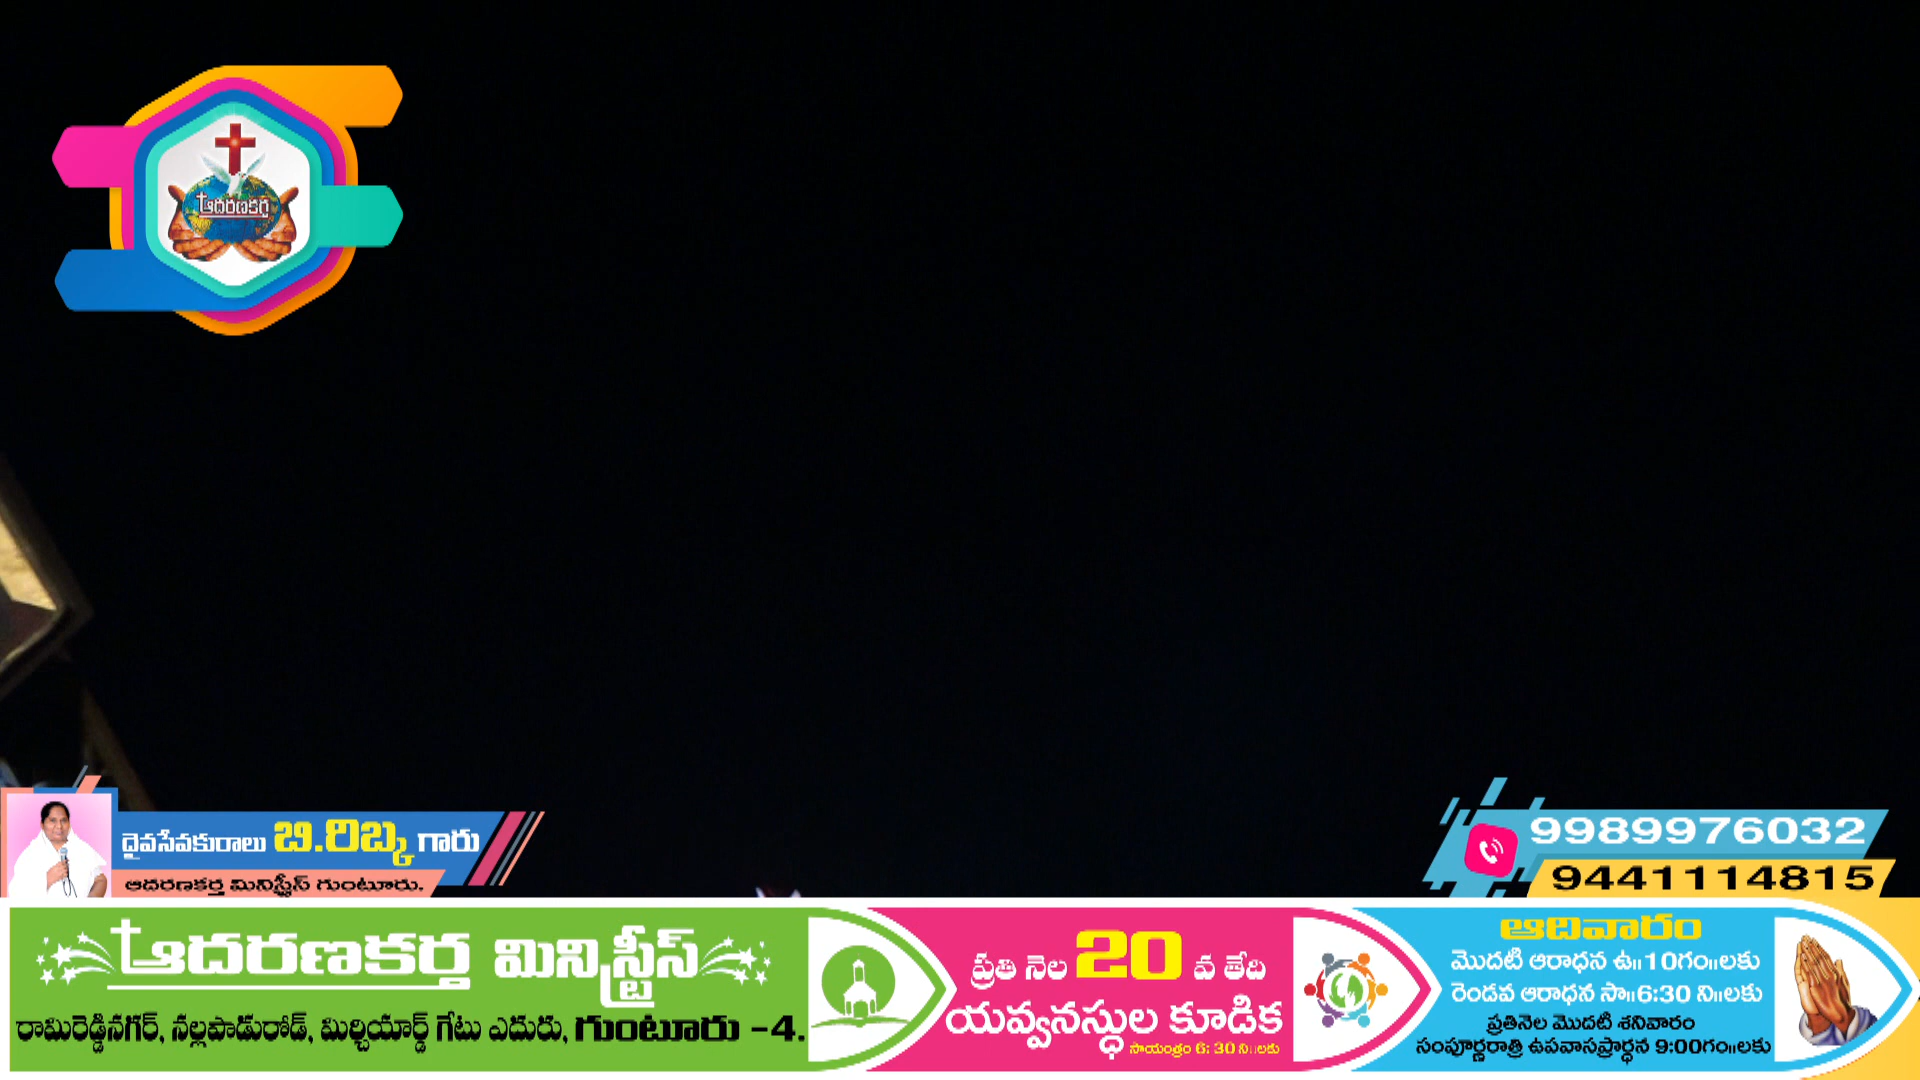 ఆదరణకర్త
దైవసేవకురాలు బి.రిబ్క గారు
ఆదరణకర్త మినిస్ట్రీస్ గుంటూరు.
9989976032
9441114815
ఆదరణకర్త మినిస్ట్రీస్
రామిరెడ్డినగర్, నల్లపాడురోడ్, మిర్చియార్డ్ గేటు ఎదురు, గుంటూరు -4.
ప్రతి నెల 20 వ తేది
యవ్వనస్థుల కూడిక
సాయంత్రం 6:30 ని॥లకు
ఆదివారం
మొదటి ఆరాధన ఉ॥10గం॥లకు
రెండవ ఆరాధన సా॥6:30 ని॥లకు
ప్రతినెల మొదటి శనివారం
సంపూర్ణరాత్రి ఉపవాసప్రార్ధన 9:00గం॥లకు